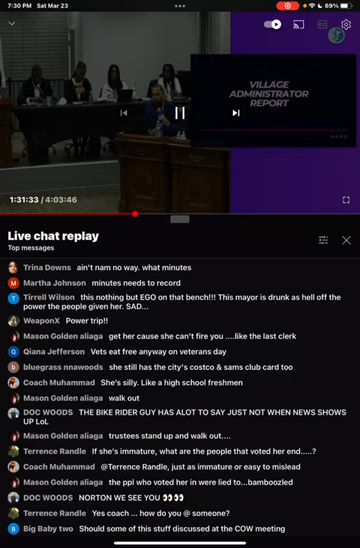 7:30 PM Sat Mar 23
69%
VILLAGE
ADMINISTRATOR
REPORT
1:31:33 / 4:03:46
Live chat replay
Top messages
Trina Downs ain't nam no way. what minutes
M Martha Johnson minutes needs to record
T Tirrell Wilson this nothing but EGO on that bench!!! This mayor is drunk as hell off the
power the people given her. SAD...
WeaponX Power trip!!
Mason Golden aliaga get her cause she can't fire you ....like the last clerk
Q Qiana Jefferson Vets eat free anyway on veterans day
b bluegrass nnawoods she still has the city's costco & sams club card too
Coach Muhammad She's silly. Like a high school freshmen
Mason Golden aliaga walk out
DOC WOODS THE BIKE RIDER GUY HAS ALOT TO SAY JUST NOT WHEN NEWS SHOWS
UP LoL
Mason Golden aliaga trustees stand up and walk out....
Terrence Randle If she's immature, what are the people that voted her end.....?
Coach Muhammad @Terrence Randle, just as immature or easy to mislead
Mason Golden aliaga the ppl who voted her in were lied to...bamboozled
DOC WOODS NORTON WE SEE YOU 👀👀
Terrence Randle Yes coach ... how do you @ someone?
B Big Baby two Should some of this stuff discussed at the COW meeting